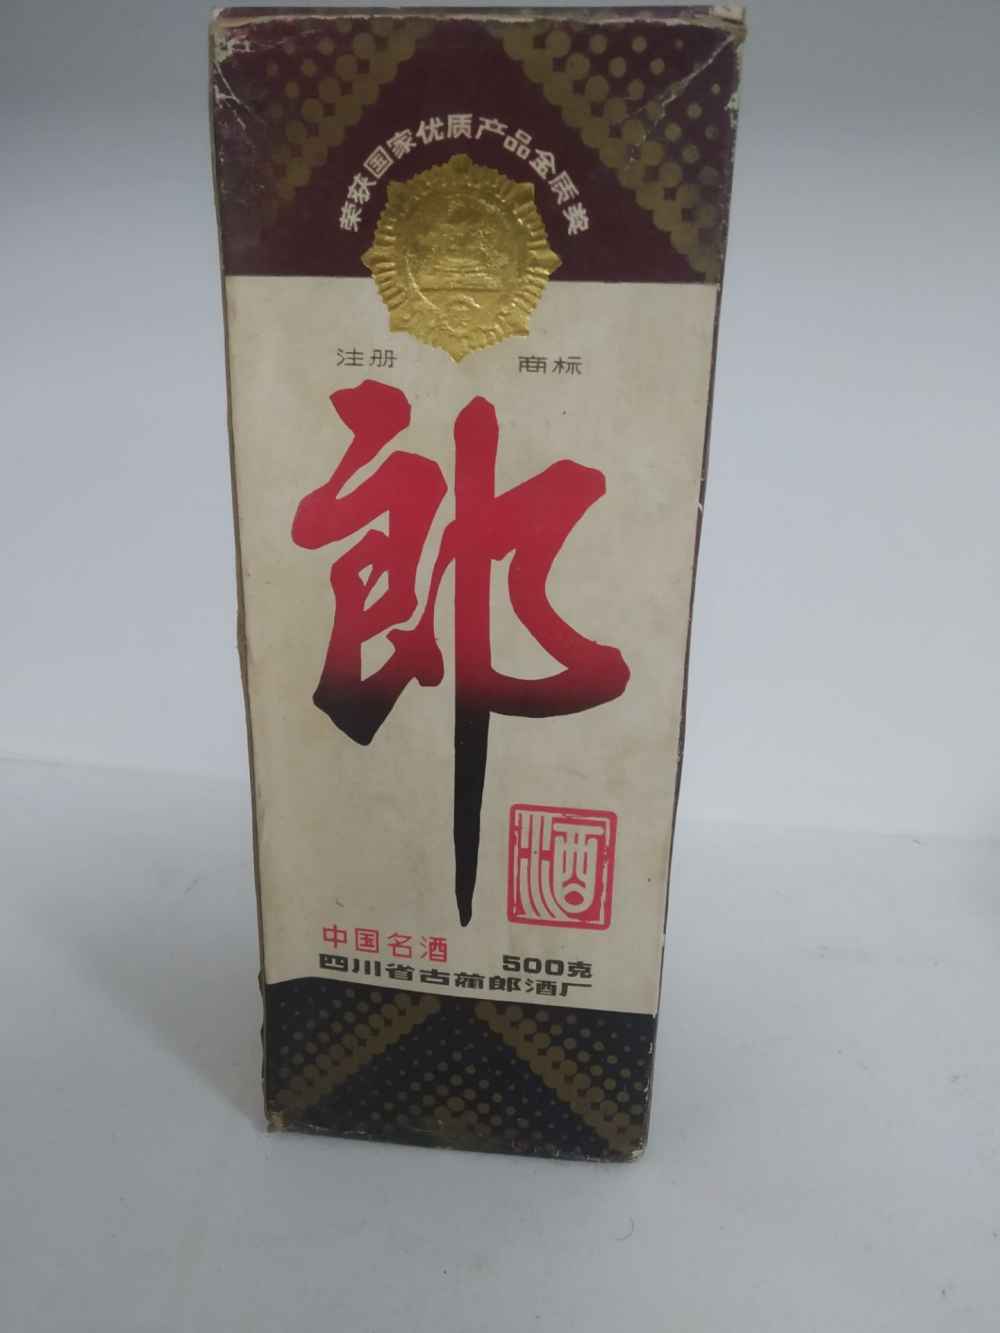 荣获国家优质产品金质奖
注册 商标
郎
酒
中国名酒
500克
四川省古蔺郎酒厂